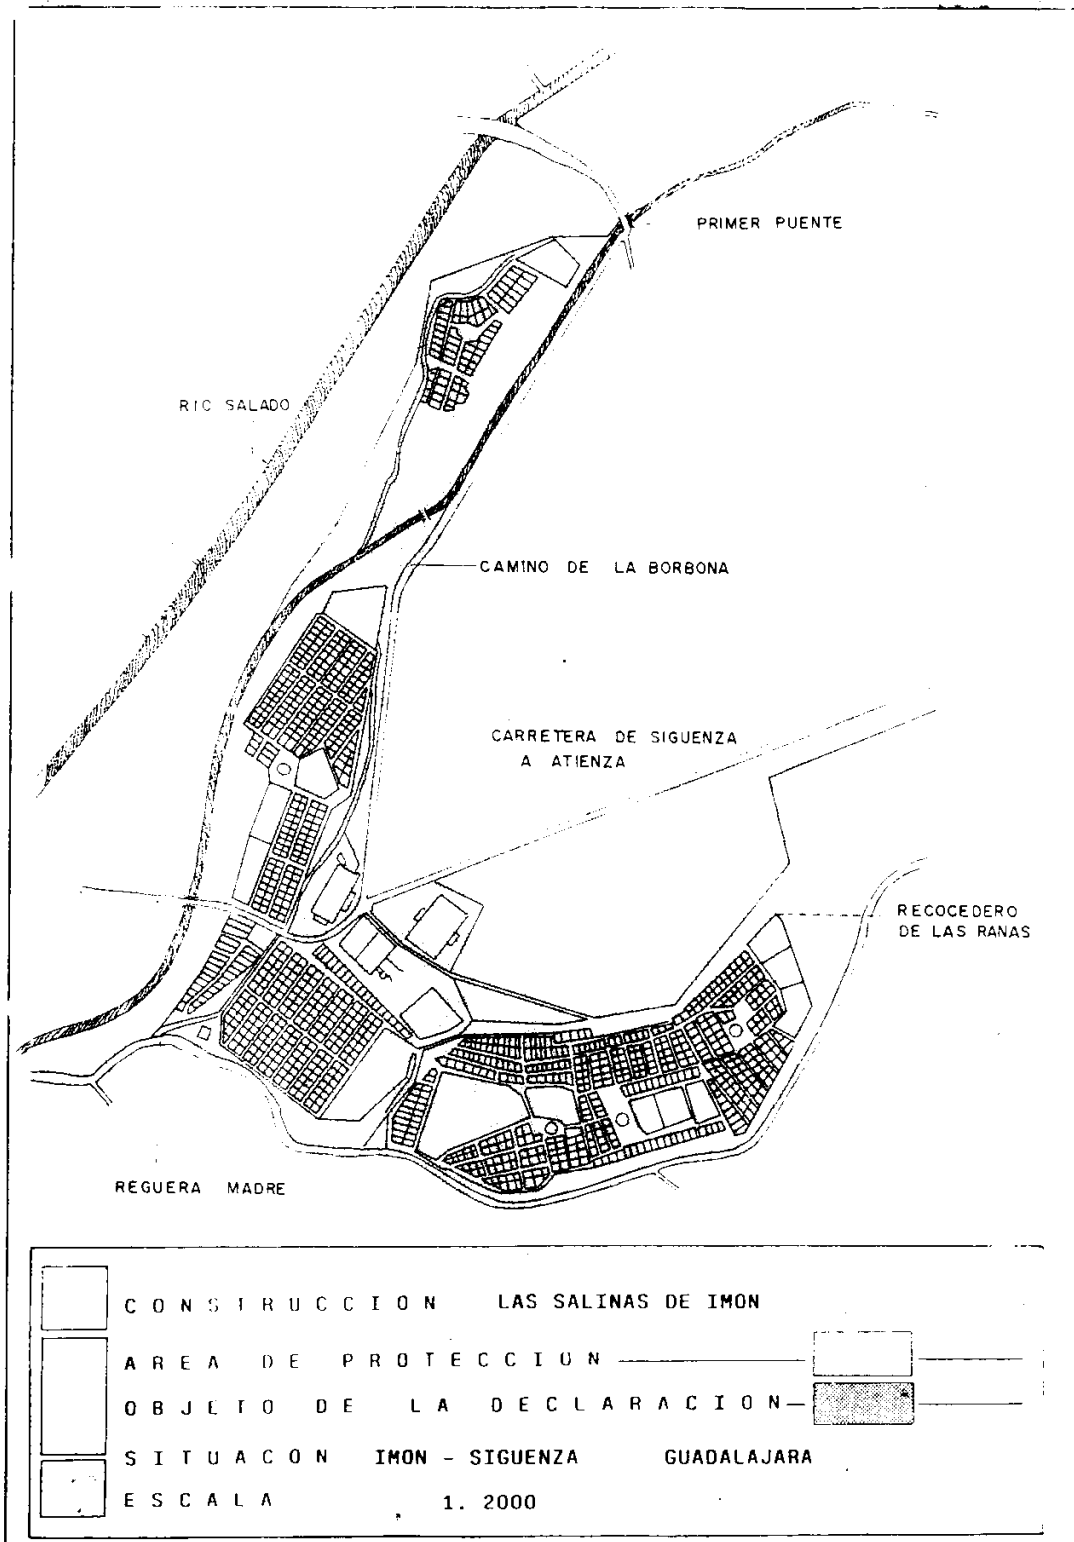 PRIMER PUENTE
RIO SALADO
CAMINO DE LA BORBONA
CARRETERA DE SIGUENZA
A ATIENZA
RECOCEDERO
DE LAS RANAS
REGUERA MADRE
CONSTRUCCION LAS SALINAS DE IMON
AREA DE PROTECCION
OBJETO DE LA DECLARACION
SITUACON IMON - SIGUENZA GUADALAJARA
ESCALA 1. 2000